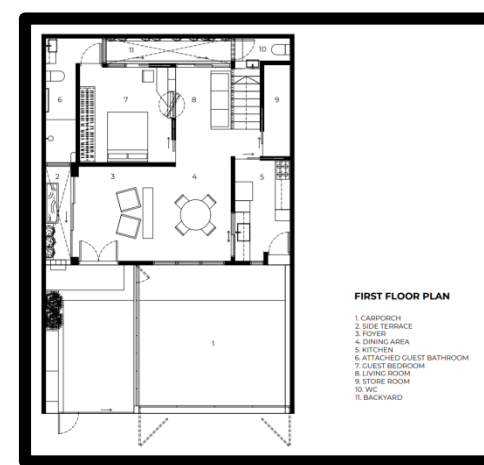 11
10
6
7
8
9
2
3
4
5
1
FIRST FLOOR PLAN
1. CARPORCH
2. SIDE TERRACE
3. FOYER
4. DINING AREA
5. KITCHEN
6. ATTACHED GUEST BATHROOM
7. GUEST BEDROOM
8. LIVING ROOM
9. STORE ROOM
10. WC
11. BACKYARD